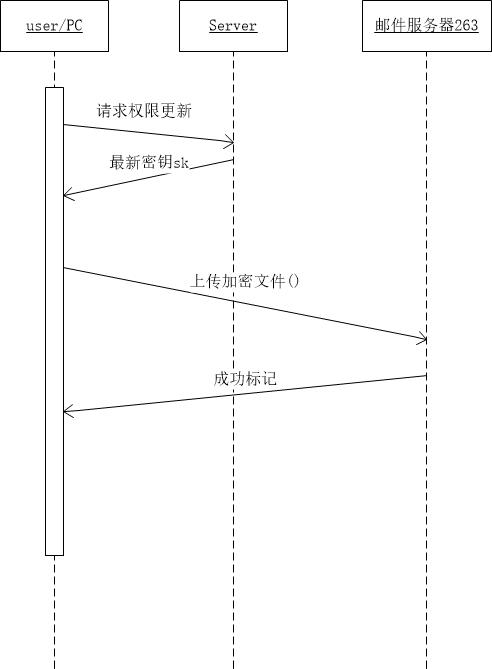 user/PC
Server
邮件服务器263
请求权限更新
最新密钥sk
上传加密文件()
成功标记